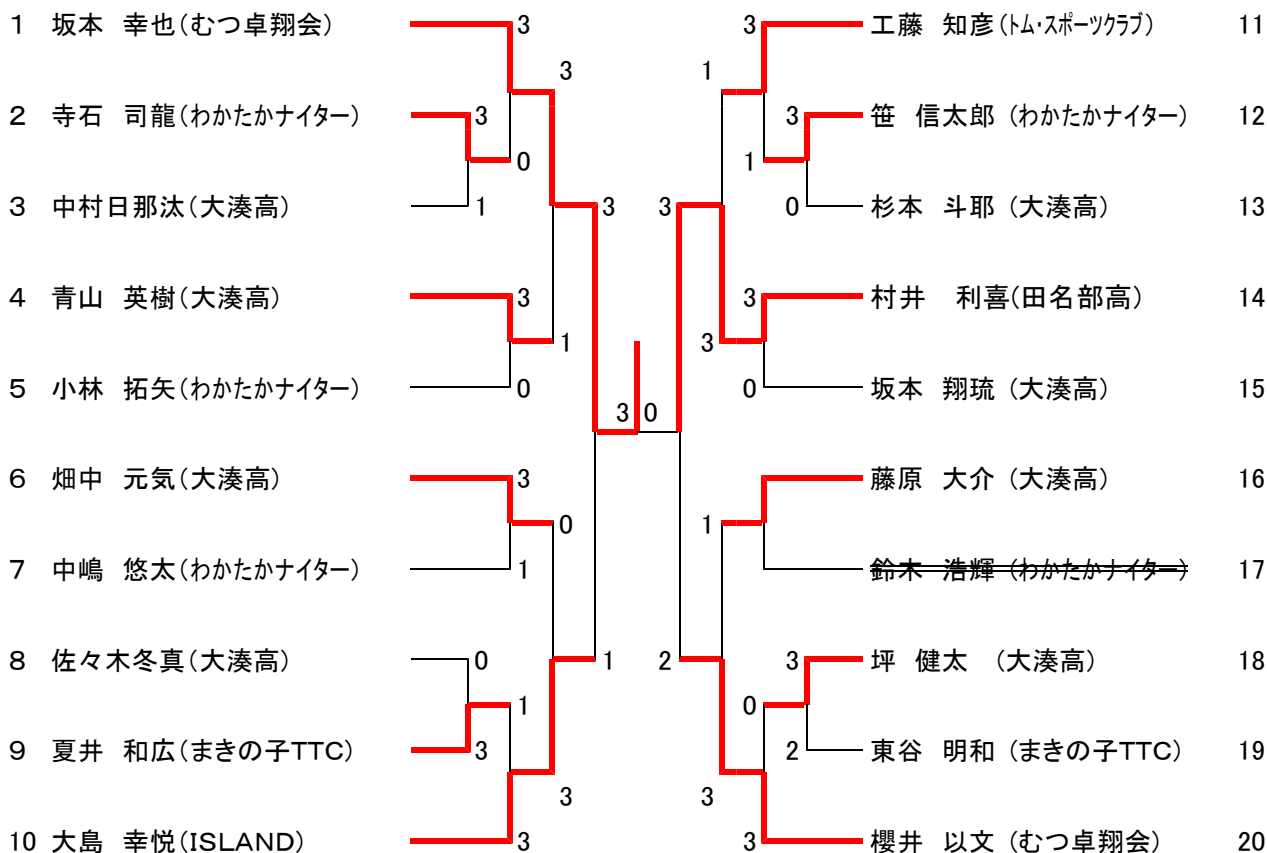 1 坂本 幸也(むつ卓翔会) 3 3 工藤 知彦(トム・スポーツクラブ) 11
3 1
2 寺石 司龍(わかたかナイター) 3 3 笹 信太郎 (わかたかナイター) 12
0 1
3 中村日那汰(大湊高) 1 3 3 0 杉本 斗耶 (大湊高) 13
4 青山 英樹(大湊高) 3 3 村井 利喜(田名部高) 14
1 3
5 小林 拓矢(わかたかナイター) 0 0 坂本 翔琉 (大湊高) 15
3 0
6 畑中 元気(大湊高) 3 藤原 大介 (大湊高) 16
0 1
7 中嶋 悠太(わかたかナイター) 1 鈴木 浩輝 (わかたかナイター) 17
8 佐々木冬真(大湊高) 0 1 2 3 坪 健太 (大湊高) 18
1 0
9 夏井 和広(まきの子TTC) 3 2 東谷 明和 (まきの子TTC) 19
3 3
10 大島 幸悦(ISLAND) 3 3 櫻井 以文 (むつ卓翔会) 20